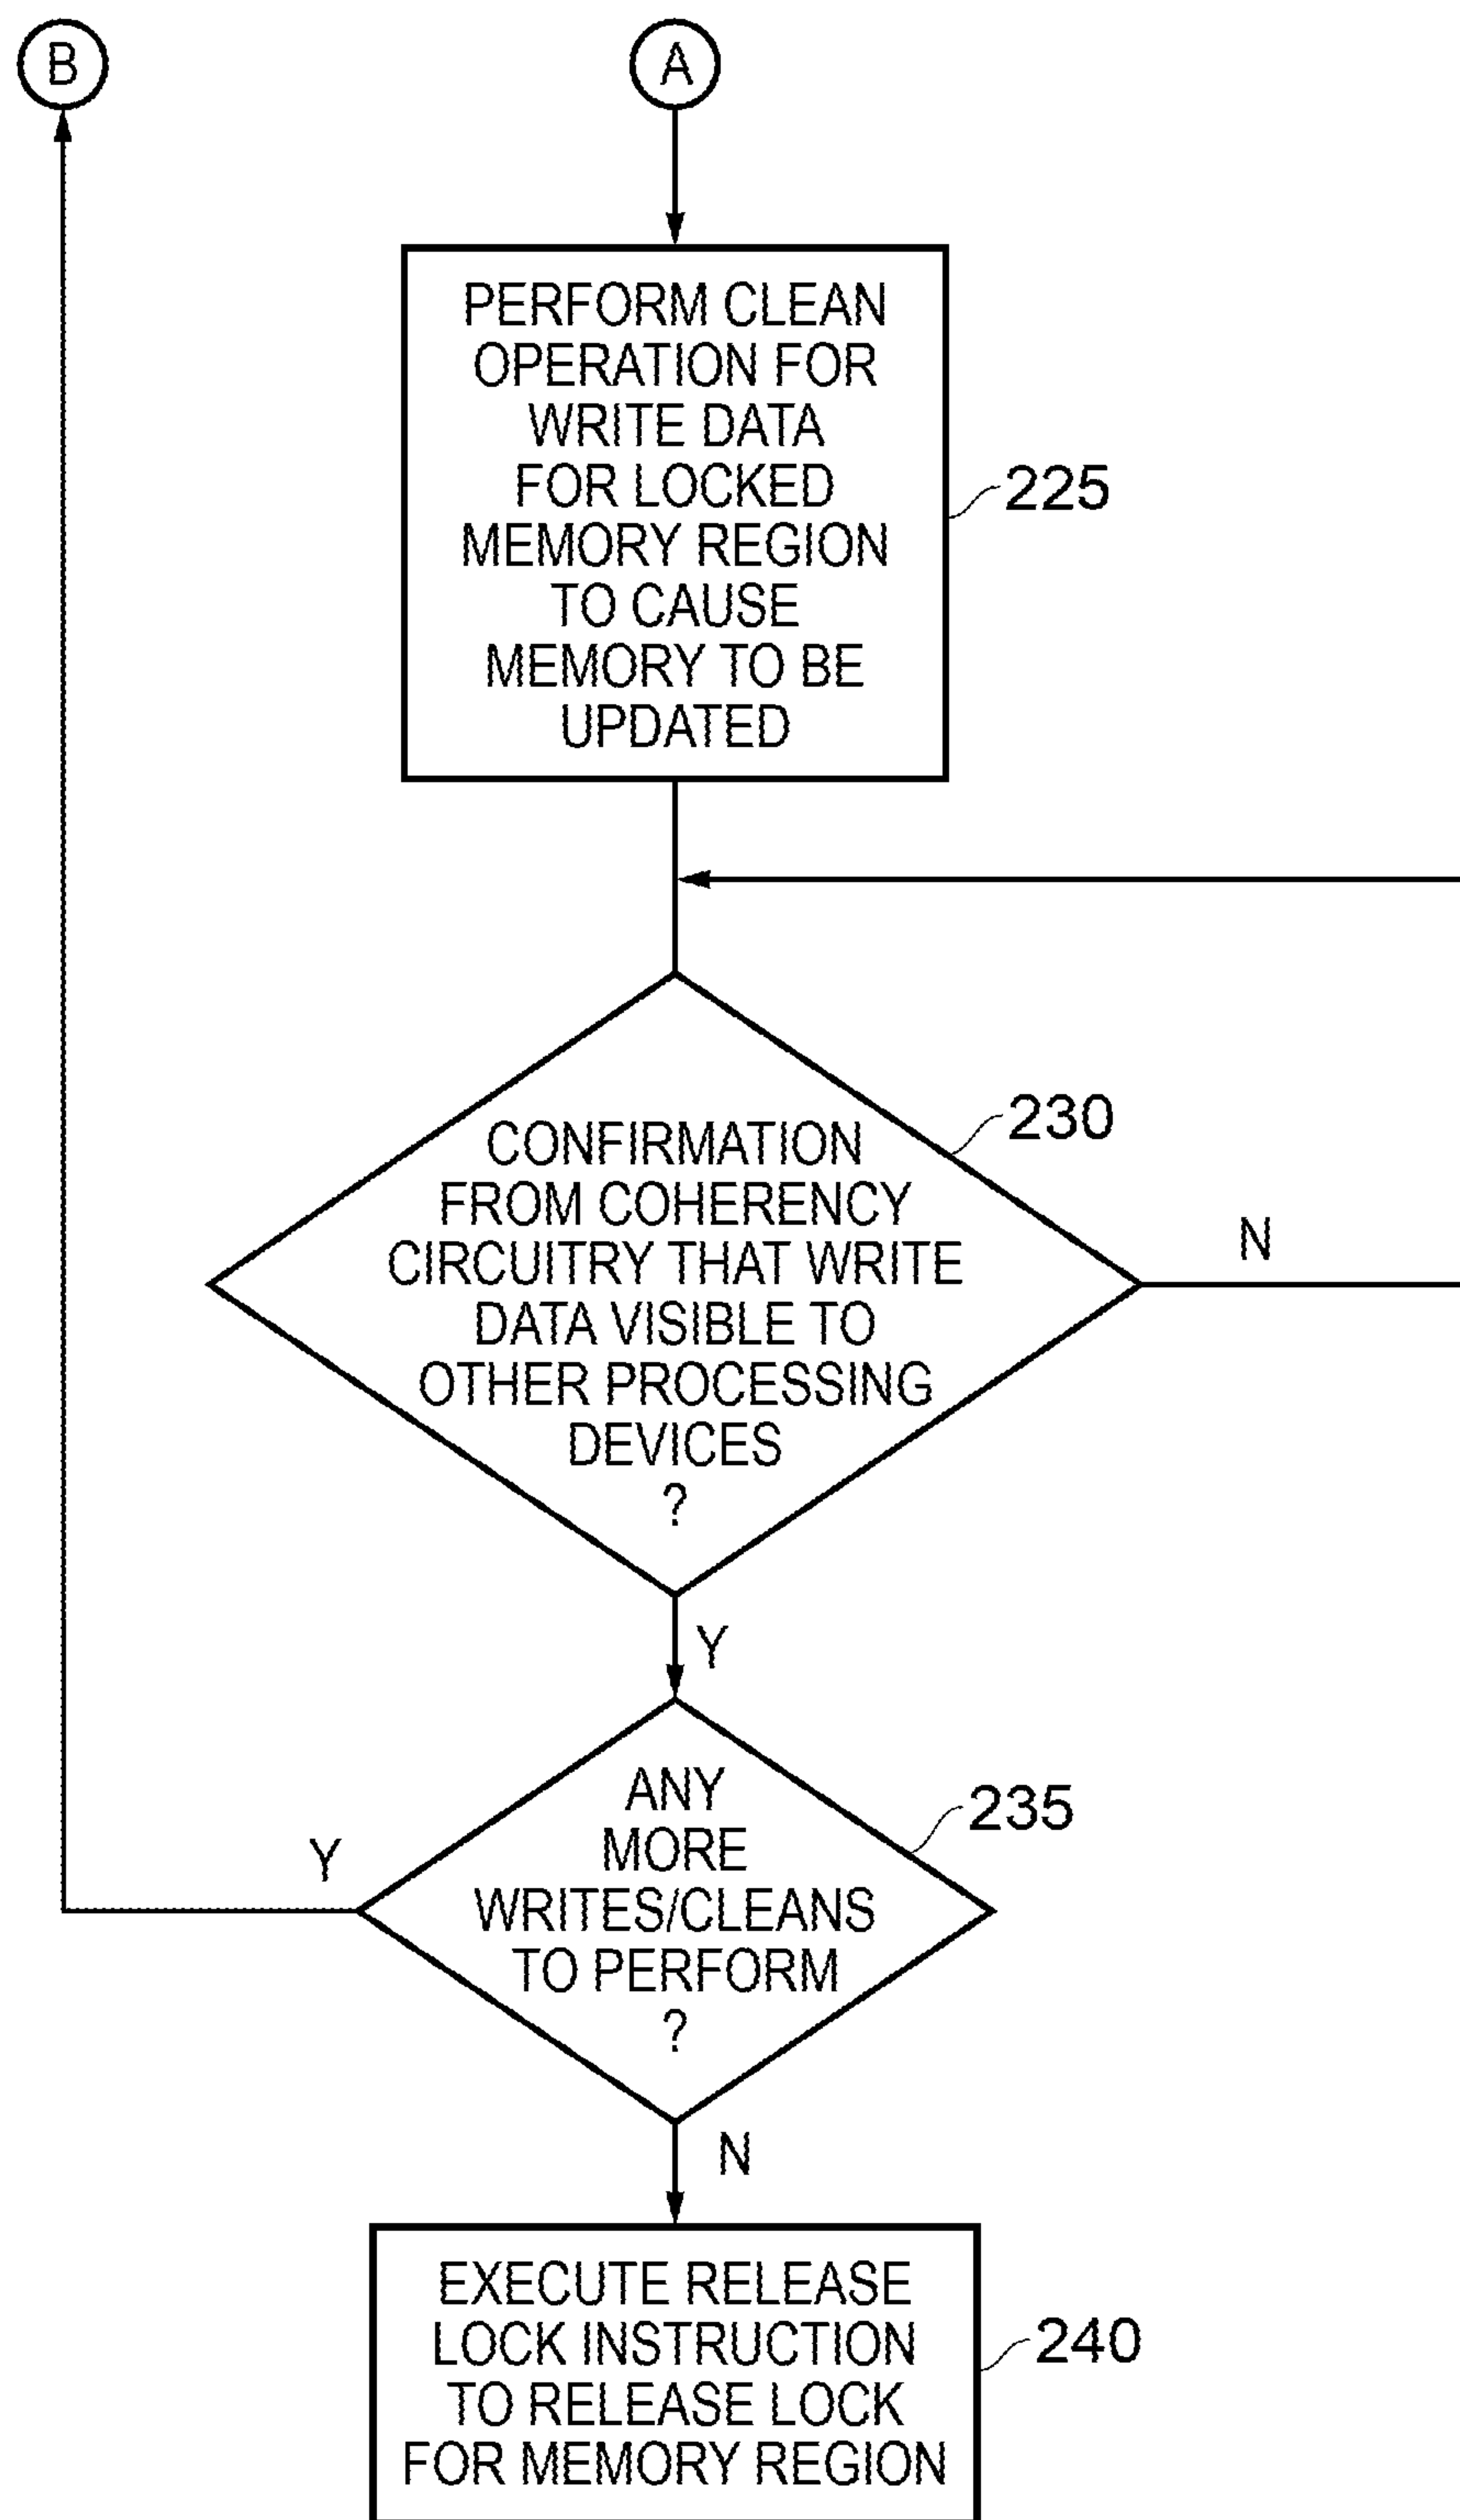 B
A
PERFORM CLEAN
OPERATION FOR
WRITE DATA
FOR LOCKED
MEMORY REGION
TO CAUSE
MEMORY TO BE
UPDATED
225
CONFIRMATION
FROM COHERENCY
CIRCUITRY THAT WRITE
DATA VISIBLE TO
OTHER PROCESSING
DEVICES
?
230
N
Y
ANY
MORE
WRITES/CLEANS
TO PERFORM
?
235
Y
N
EXECUTE RELEASE
LOCK INSTRUCTION
TO RELEASE LOCK
FOR MEMORY REGION
240